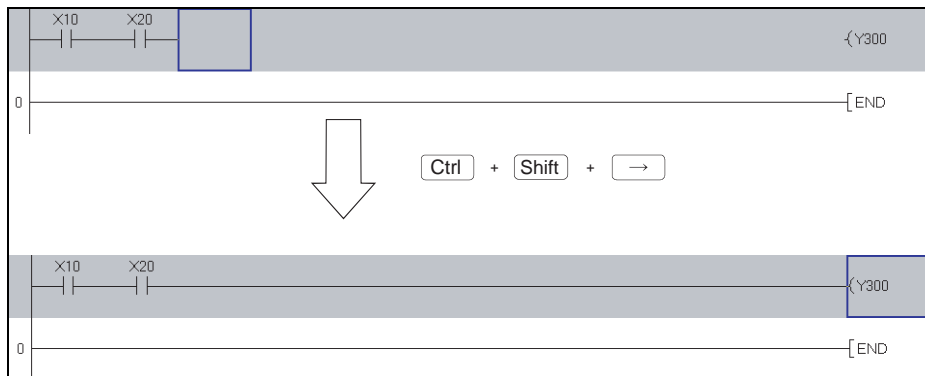 X10 X20
Y300
0 END
Ctrl + Shift + →
X10 X20
Y300
0 END